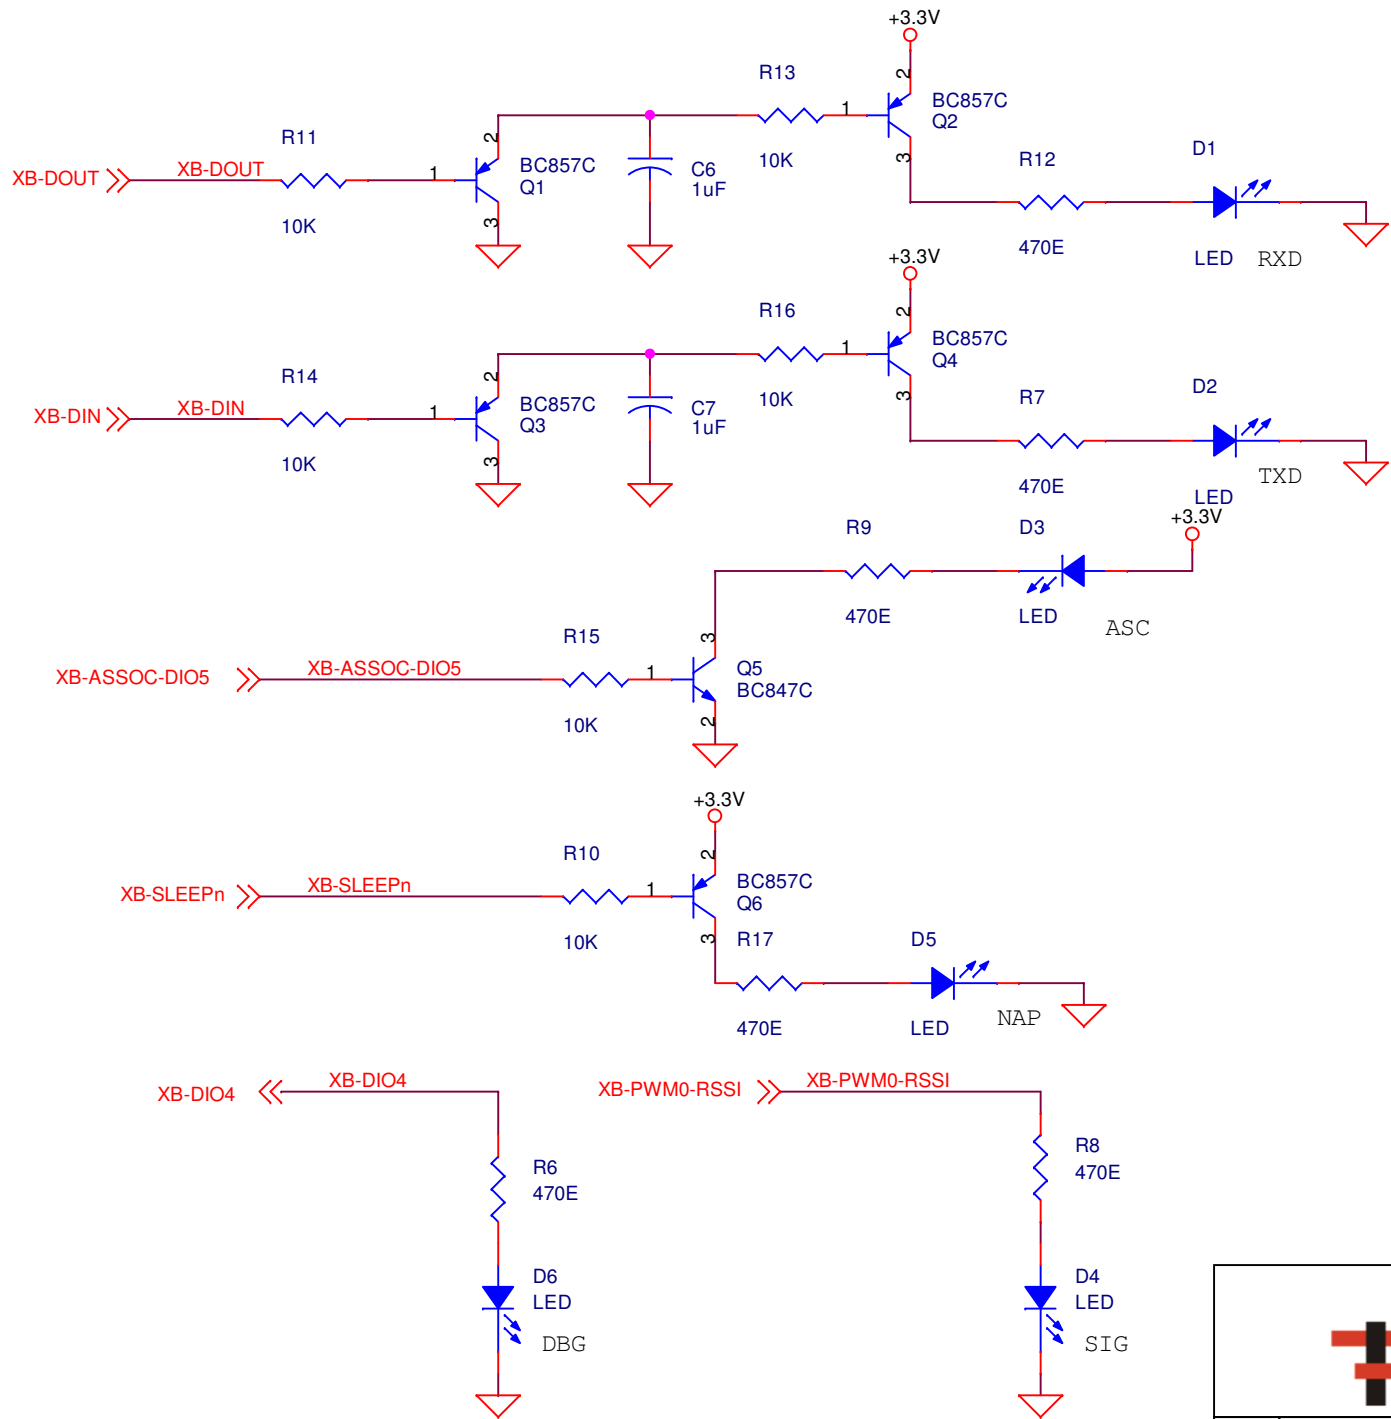 +3.3V
R13
2
BC857C
Q2
1
R11
2
10K
3
R12
D1
XB-DOUT
XB-DOUT
1
BC857C
Q1
C6
1uF
10K
3
470E
LED
RXD
+3.3V
R16
2
BC857C
Q4
1
R14
2
10K
3
R7
D2
XB-DIN
XB-DIN
1
BC857C
Q3
C7
1uF
10K
3
470E
TXD
LED
+3.3V
R9
D3
470E
LED
ASC
R15
3
XB-ASSOC-DIO5
XB-ASSOC-DIO5
1
Q5
BC847C
10K
2
+3.3V
R10
2
XB-SLEEPn
XB-SLEEPn
1
BC857C
Q6
10K
3
R17
D5
470E
LED
NAP
XB-DIO4
XB-DIO4
XB-PWM0-RSSI
XB-PWM0-RSSI
R6
470E
R8
470E
D6
LED
DBG
D4
LED
SIG